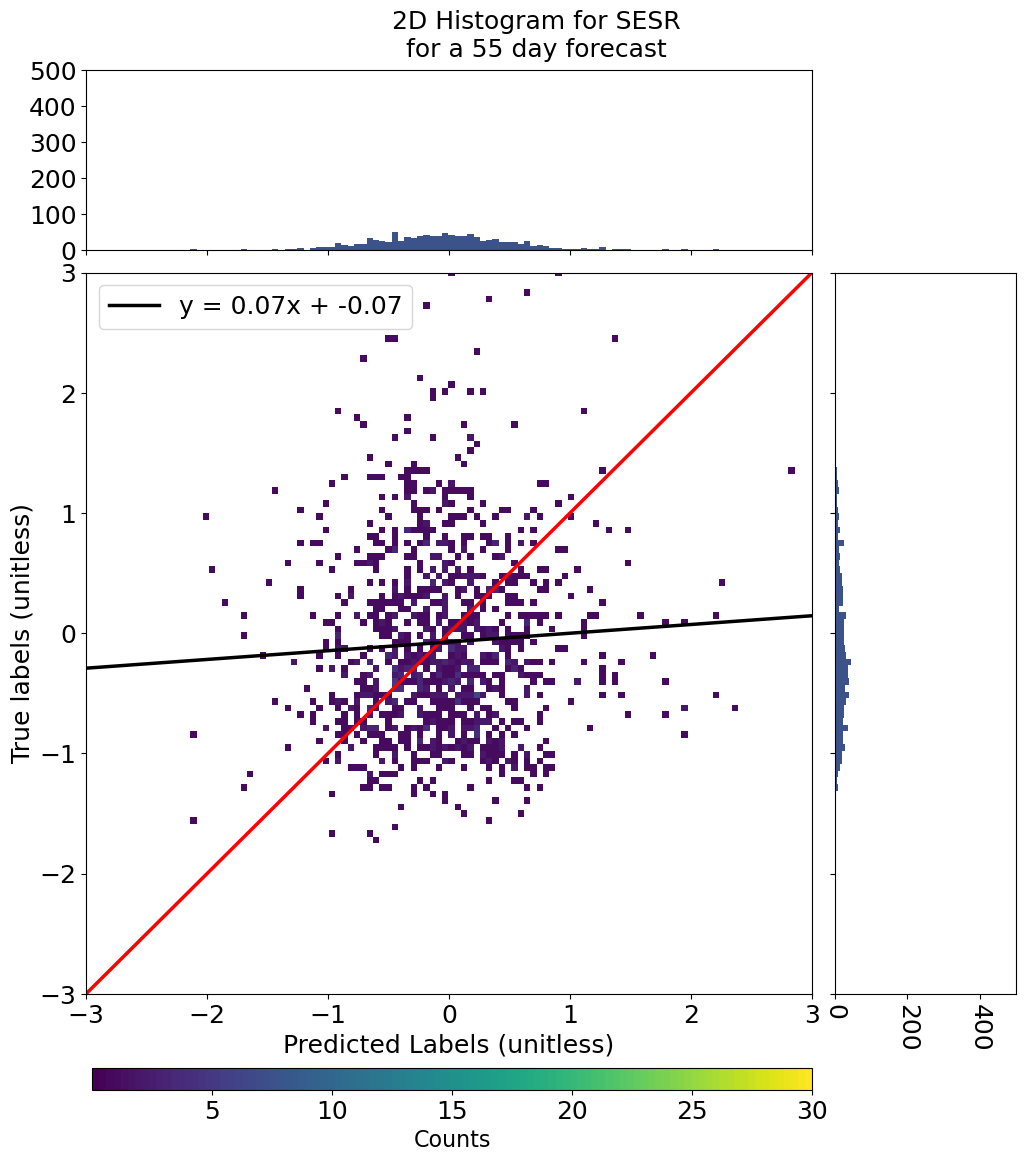 2D Histogram for SESR
for a 55 day forecast
500
400
300
200
100
0
3
2
1
0
−1
−2
−3
y = 0.07x + -0.07
True labels (unitless)
−3 −2 −1 0 1 2 3
Predicted Labels (unitless)
0 200 400
5 10 15 20 25 30
Counts